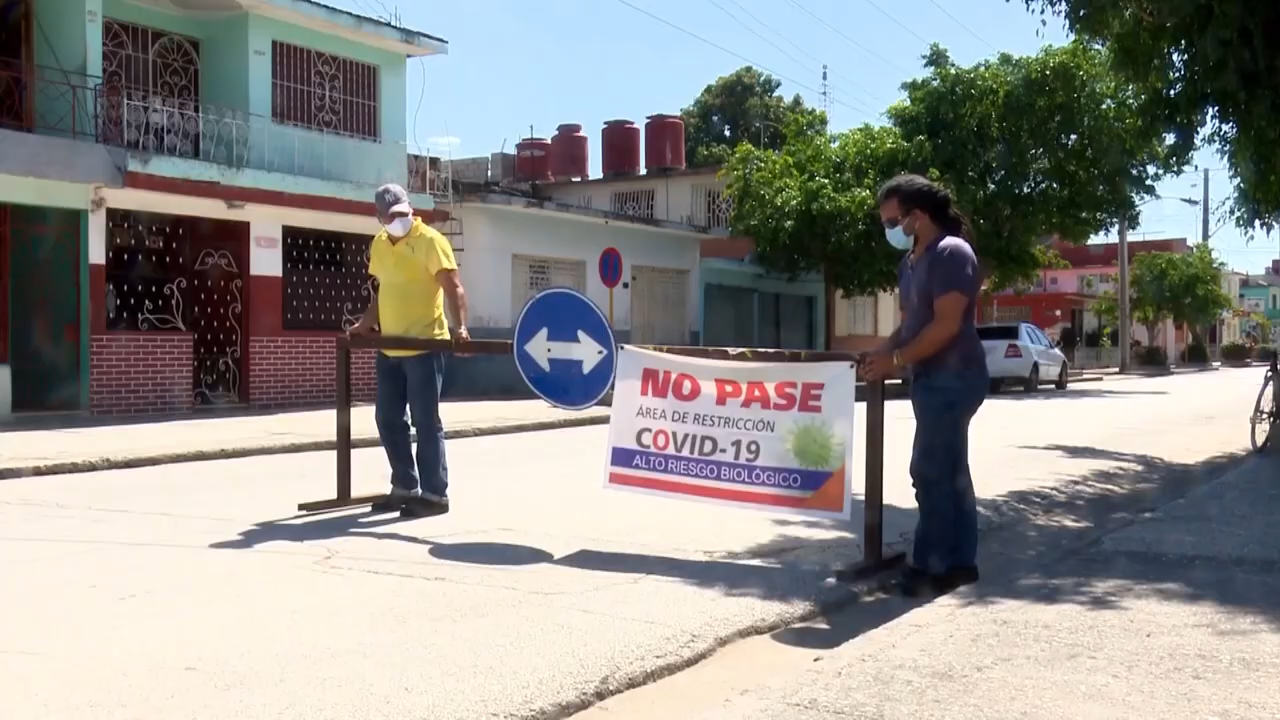 NO PASE
ÁREA DE RESTRICCIÓN
COVID-19
ALTO RIESGO BIOLÓGICO